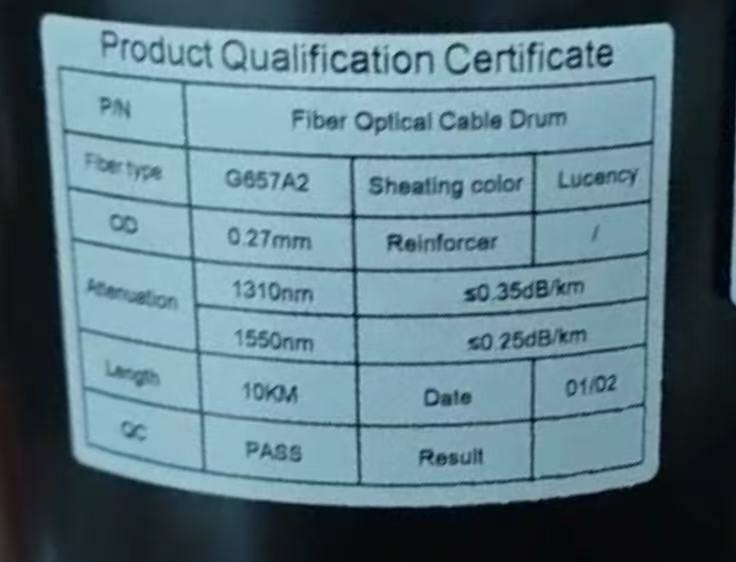 Product Qualification Certificate
P/N Fiber Optical Cable Drum
Fiber type G657A2 Sheating color Lucency
OD 0.27mm Reinforcer /
Attenuation 1310nm ≤0.35dB/km
1550nm ≤0.25dB/km
Length 10KM Date 01/02
QC PASS Result